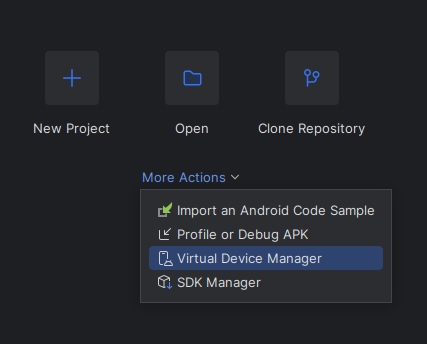 New Project
Open
Clone Repository
More Actions
Import an Android Code Sample
Profile or Debug APK
Virtual Device Manager
SDK Manager